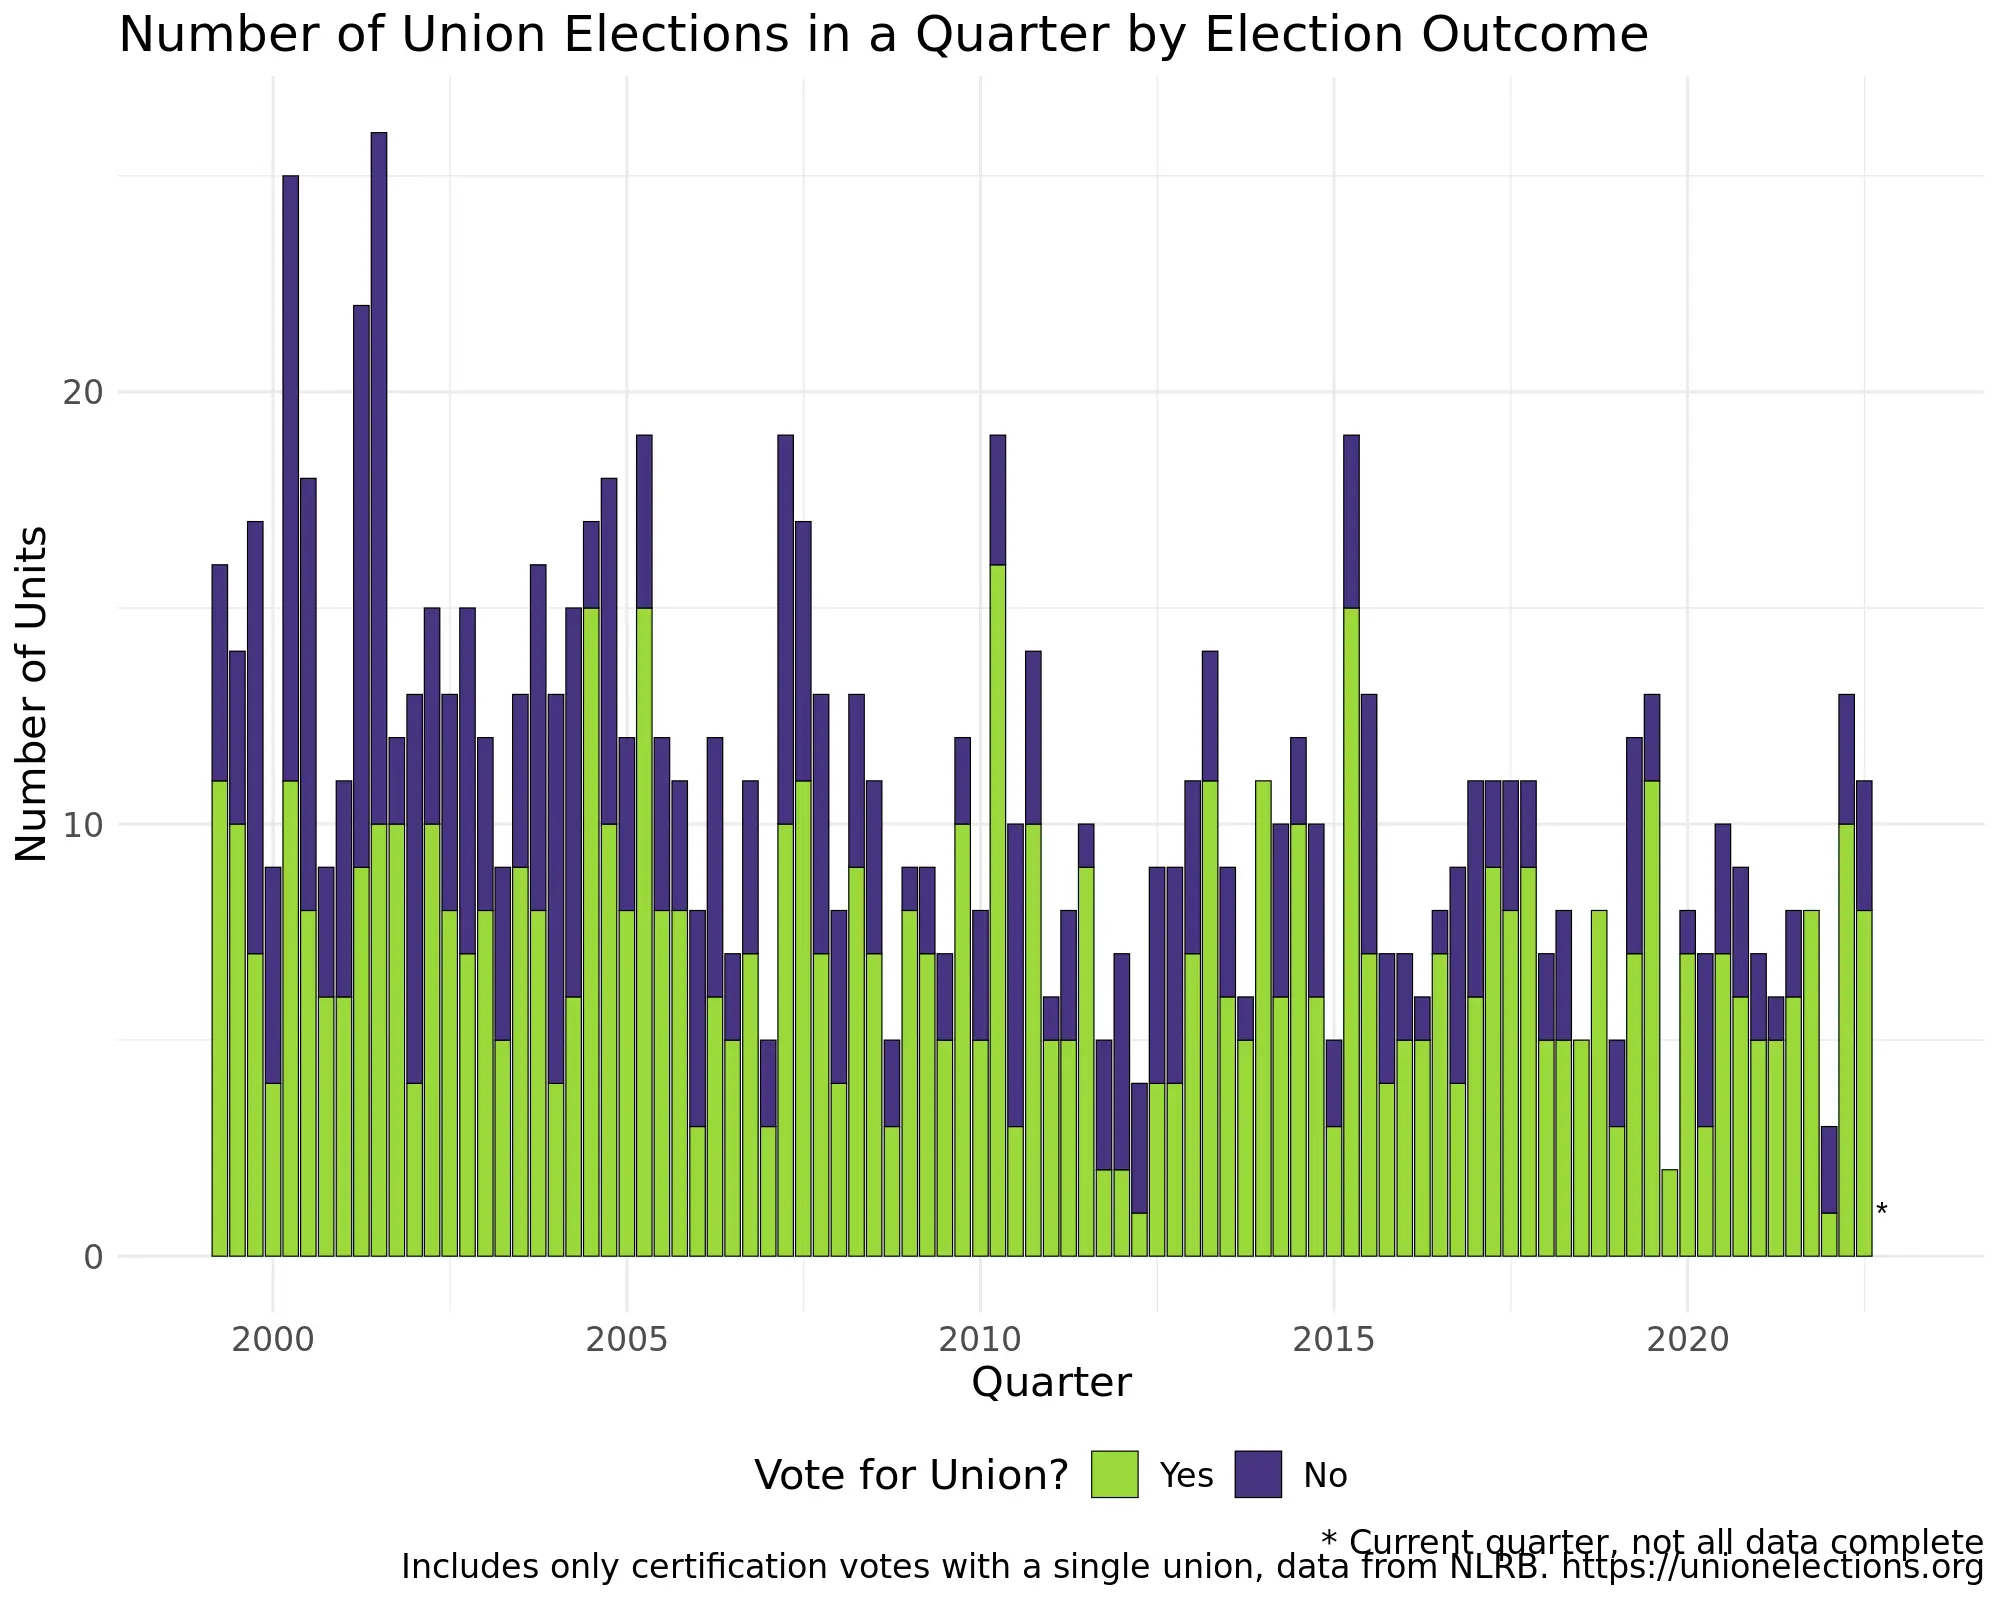 Number of Union Elections in a Quarter by Election Outcome
Number of Units
20
10
0
*
2000 2005 2010 2015 2020
Quarter
Vote for Union? Yes No
* Current quarter, not all data complete
Includes only certification votes with a single union, data from NLRB. https://unionelections.org